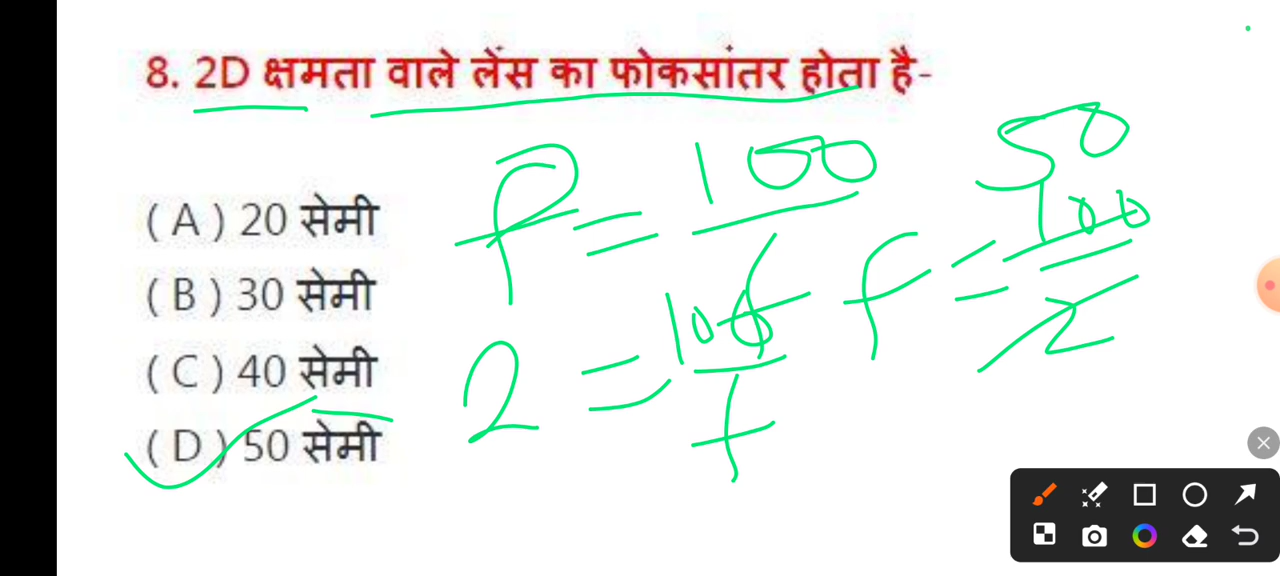 8. 2D क्षमता वाले लेंस का फोकसांतर होता है-
(A) 20 सेमी
(B) 30 सेमी
(C) 40 सेमी
(D) 50 सेमी
P = 100 / f
2 = 100 / f
f = 100 / 2
50